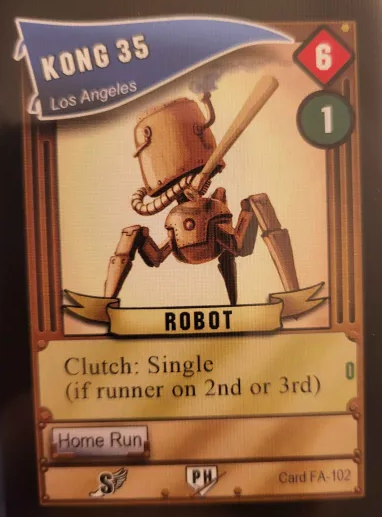 KONG 35
Los Angeles
6
1
ROBOT
Clutch: Single
(if runner on 2nd or 3rd)
0
Home Run
S
PH
Card FA-102